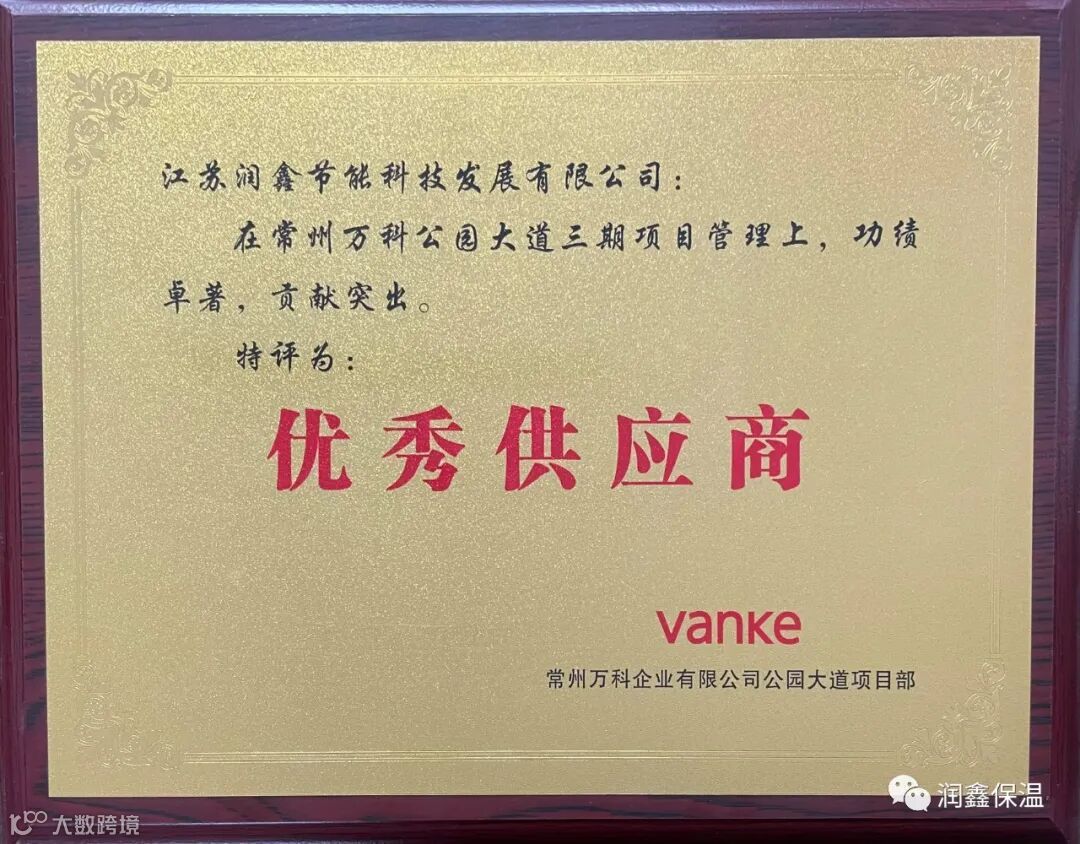 江苏润鑫节能科技发展有限公司：
在常州万科公园大道三期项目管理上，功绩
卓著，贡献突出。
特评为：
优秀供应商
vanke
常州万科企业有限公司公园大道项目部
润鑫保温
大数跨境